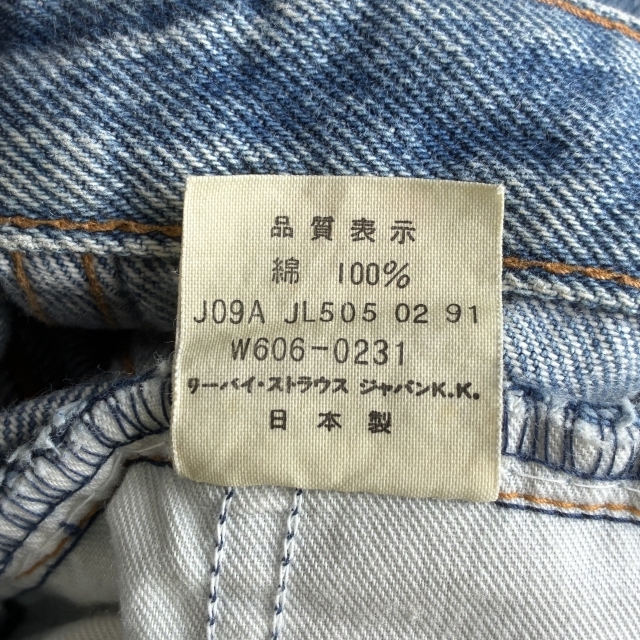 品質表示
綿 100%
J09A JL505 02 91
W606-0231
リーバイ・ストラウス ジャパンK.K.
日本製